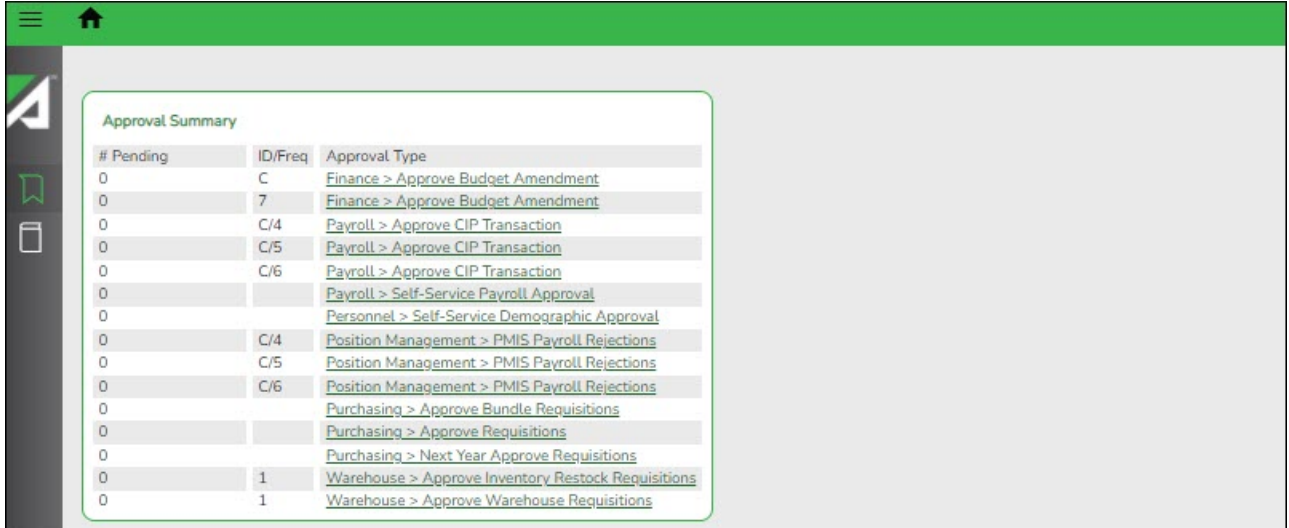 Approval Summary
# Pending ID/Freq Approval Type
0 C Finance > Approve Budget Amendment
0 7 Finance > Approve Budget Amendment
0 C/4 Payroll > Approve CIP Transaction
0 C/5 Payroll > Approve CIP Transaction
0 C/6 Payroll > Approve CIP Transaction
0 Payroll > Self-Service Payroll Approval
0 Personnel > Self-Service Demographic Approval
0 C/4 Position Management > PMIS Payroll Rejections
0 C/5 Position Management > PMIS Payroll Rejections
0 C/6 Position Management > PMIS Payroll Rejections
0 Purchasing > Approve Bundle Requisitions
0 Purchasing > Approve Requisitions
0 Purchasing > Next Year Approve Requisitions
0 1 Warehouse > Approve Inventory Restock Requisitions
0 1 Warehouse > Approve Warehouse Requisitions